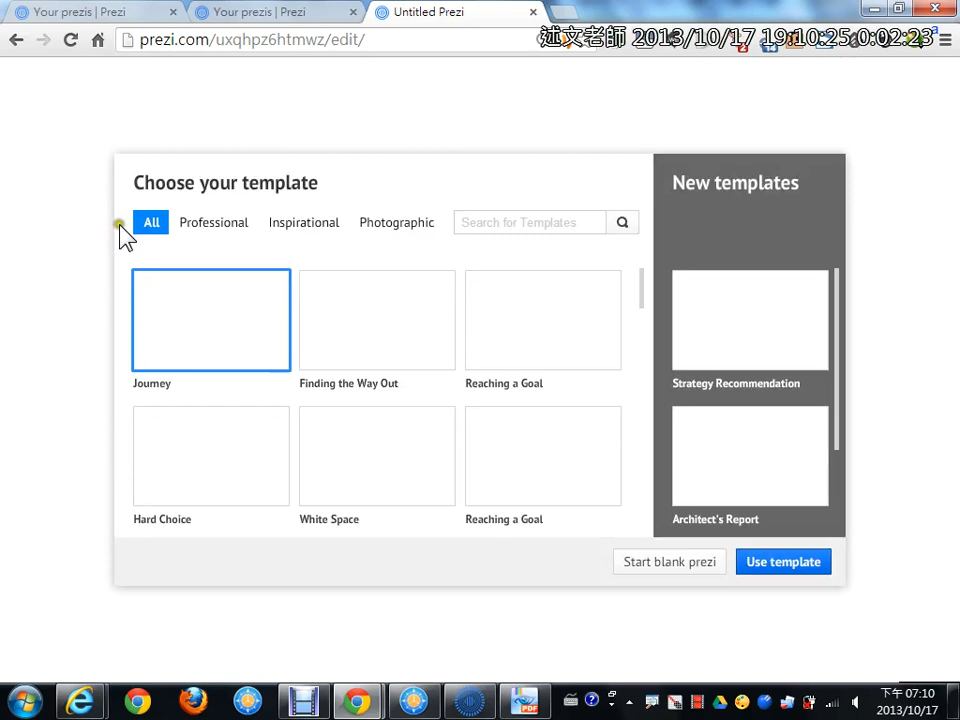 Your prezis | Prezi
Your prezis | Prezi
Untitled Prezi
prezi.com/uxqhpz6htmwz/edit/
述文老師 2013/10/17 19:10:25 0:02:23
Choose your template
New templates
All
Professional
Inspirational
Photographic
Search for Templates
Journey
Finding the Way Out
Reaching a Goal
Strategy Recommendation
Hard Choice
White Space
Reaching a Goal
Architect's Report
Start blank prezi
Use template
PDF
下午 07:10
2013/10/17